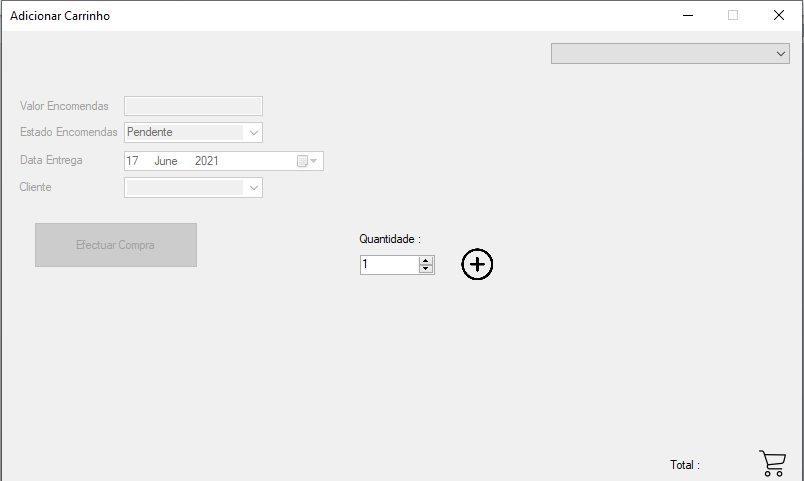 Adicionar Carrinho
Valor Encomendas
Estado Encomendas Pendente
Data Entrega 17 June 2021
Cliente
Efectuar Compra
Quantidade :
1
Total :